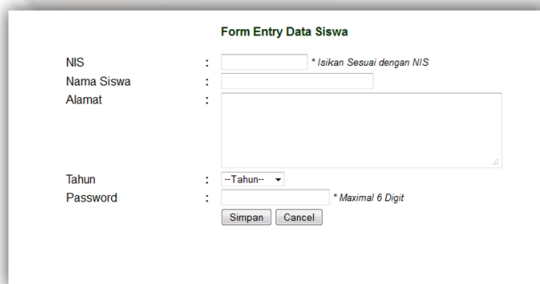 Form Entry Data Siswa
NIS : * Isikan Sesuai dengan NIS
Nama Siswa :
Alamat :
Tahun : --Tahun--
Password : * Maximal 6 Digit
Simpan Cancel